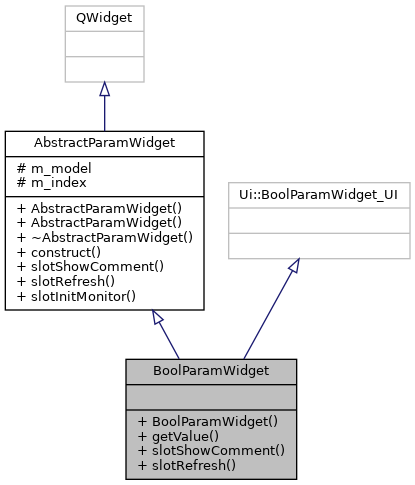 QWidget
AbstractParamWidget
# m_model
# m_index
+ AbstractParamWidget()
+ AbstractParamWidget()
+ ~AbstractParamWidget()
+ construct()
+ slotShowComment()
+ slotRefresh()
+ slotInitMonitor()
Ui::BoolParamWidget_UI
BoolParamWidget
+ BoolParamWidget()
+ getValue()
+ slotShowComment()
+ slotRefresh()